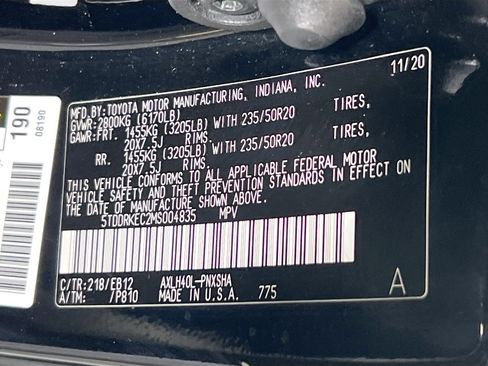 MFD.BY:TOYOTA MOTOR MANUFACTURING, INDIANA, INC. 11/20
GVWR:2800KG (6170LB)
GAWR:FRT. 1455KG (3205LB) WITH 235/50R20 TIRES,
20X7.5J RIMS.
RR. 1455KG (3205LB) WITH 235/50R20 TIRES,
20X7.5J RIMS.
THIS VEHICLE CONFORMS TO ALL APPLICABLE FEDERAL MOTOR
VEHICLE SAFETY AND THEFT PREVENTION STANDARDS IN EFFECT ON
THE DATE OF MANUFACTURE SHOWN ABOVE.
5TDDRKEC2MS004835 MPV
C/TR:218/EB12 AXLH40L-PNXSHA
A/TM: /P810 MADE IN U.S.A. 775 A
190
08190